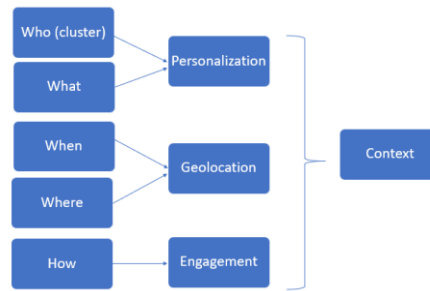 Who (cluster)
What
Personalization
When
Where
Geolocation
How
Engagement
Context